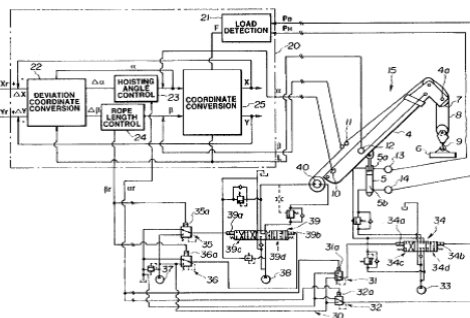 21
LOAD DETECTION
F
PB
PH
20
22
α
HOISTING ANGLE CONTROL
23
Xr
ΔX
DEVIATION COORDINATE CONVERSION
Δα
X
COORDINATE CONVERSION
25
Yr
ΔY
Δβ
ROPE LENGTH CONTROL
24
β
Y
α
β
15
4a
7
8
9
6
11
4
12
5a
13
5
14
5b
10
40
βr
αr
35a
35
36a
36
37
39a
39
39b
39c
39d
38
31a
31
32a
32
30
34a
34
34b
34c
34d
33